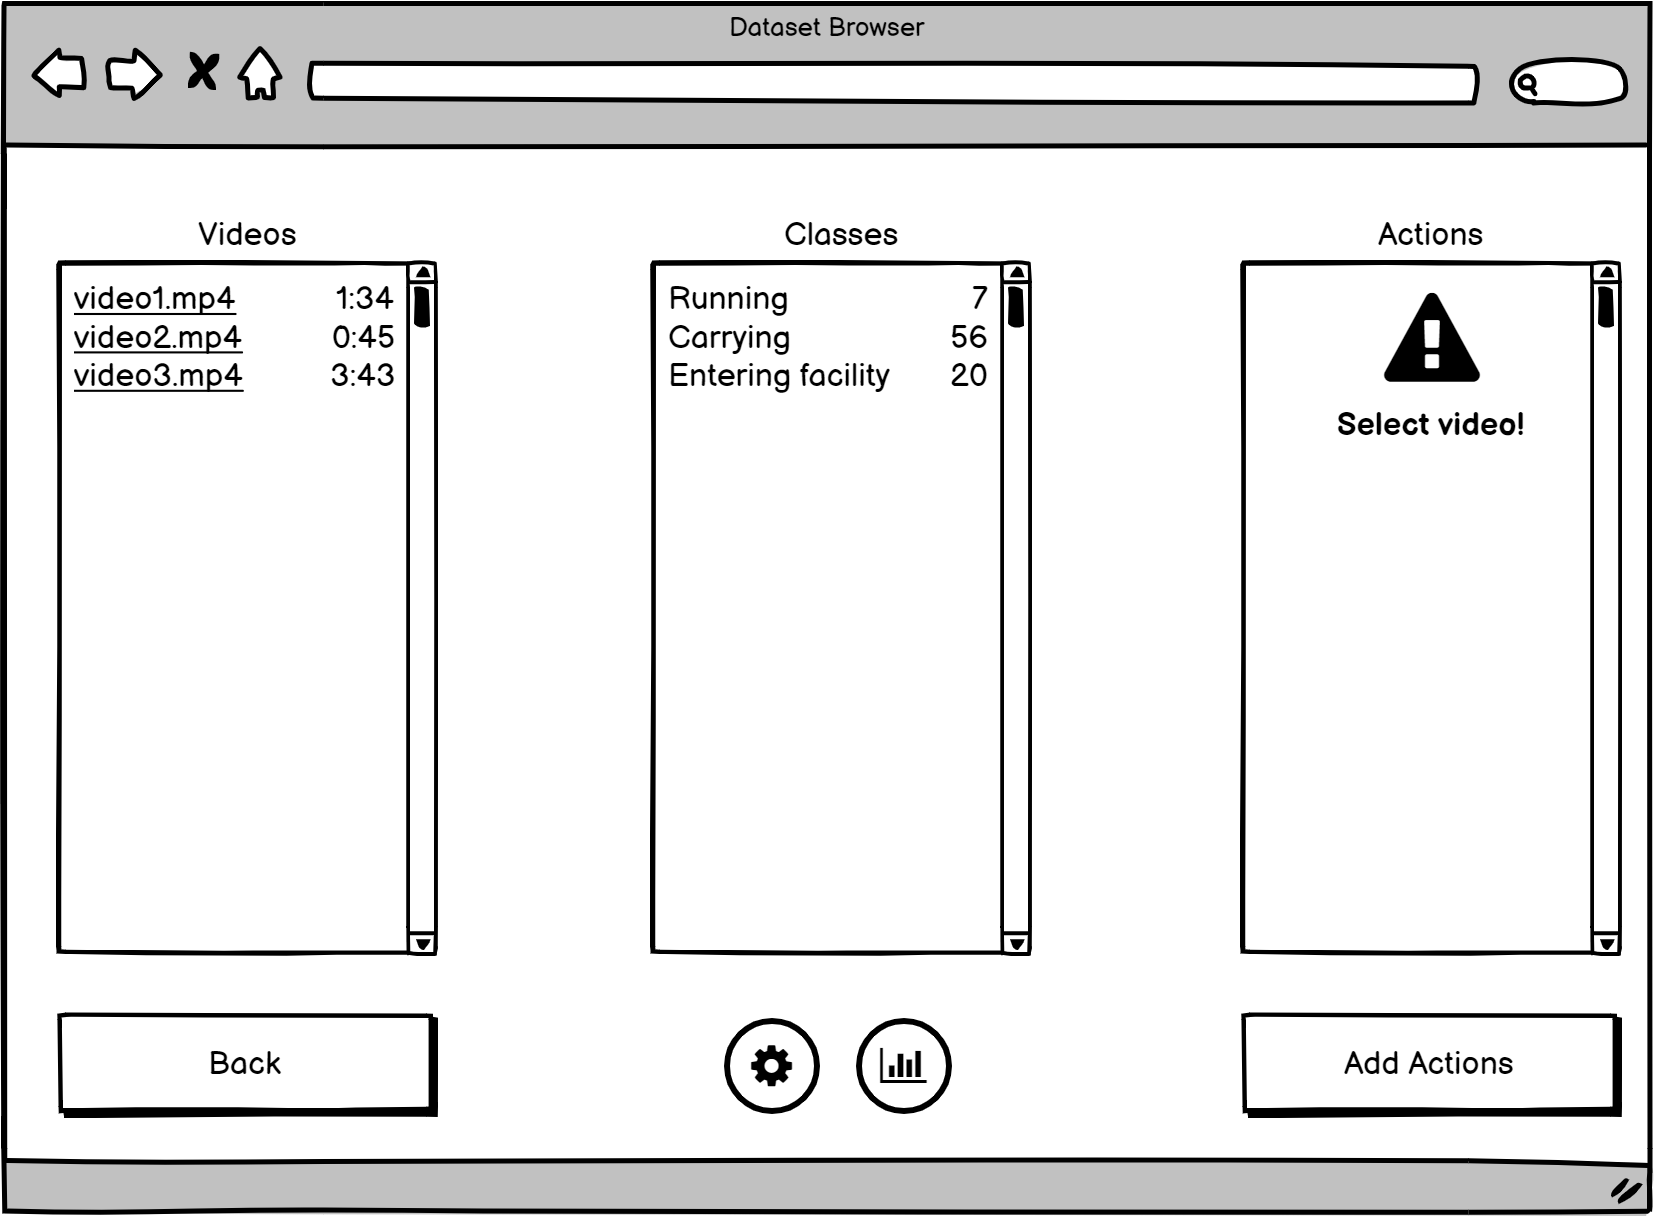 Dataset Browser
Videos
video1.mp4 1:34
video2.mp4 0:45
video3.mp4 3:43
Classes
Running 7
Carrying 56
Entering facility 20
Actions
Select video!
Back
Add Actions